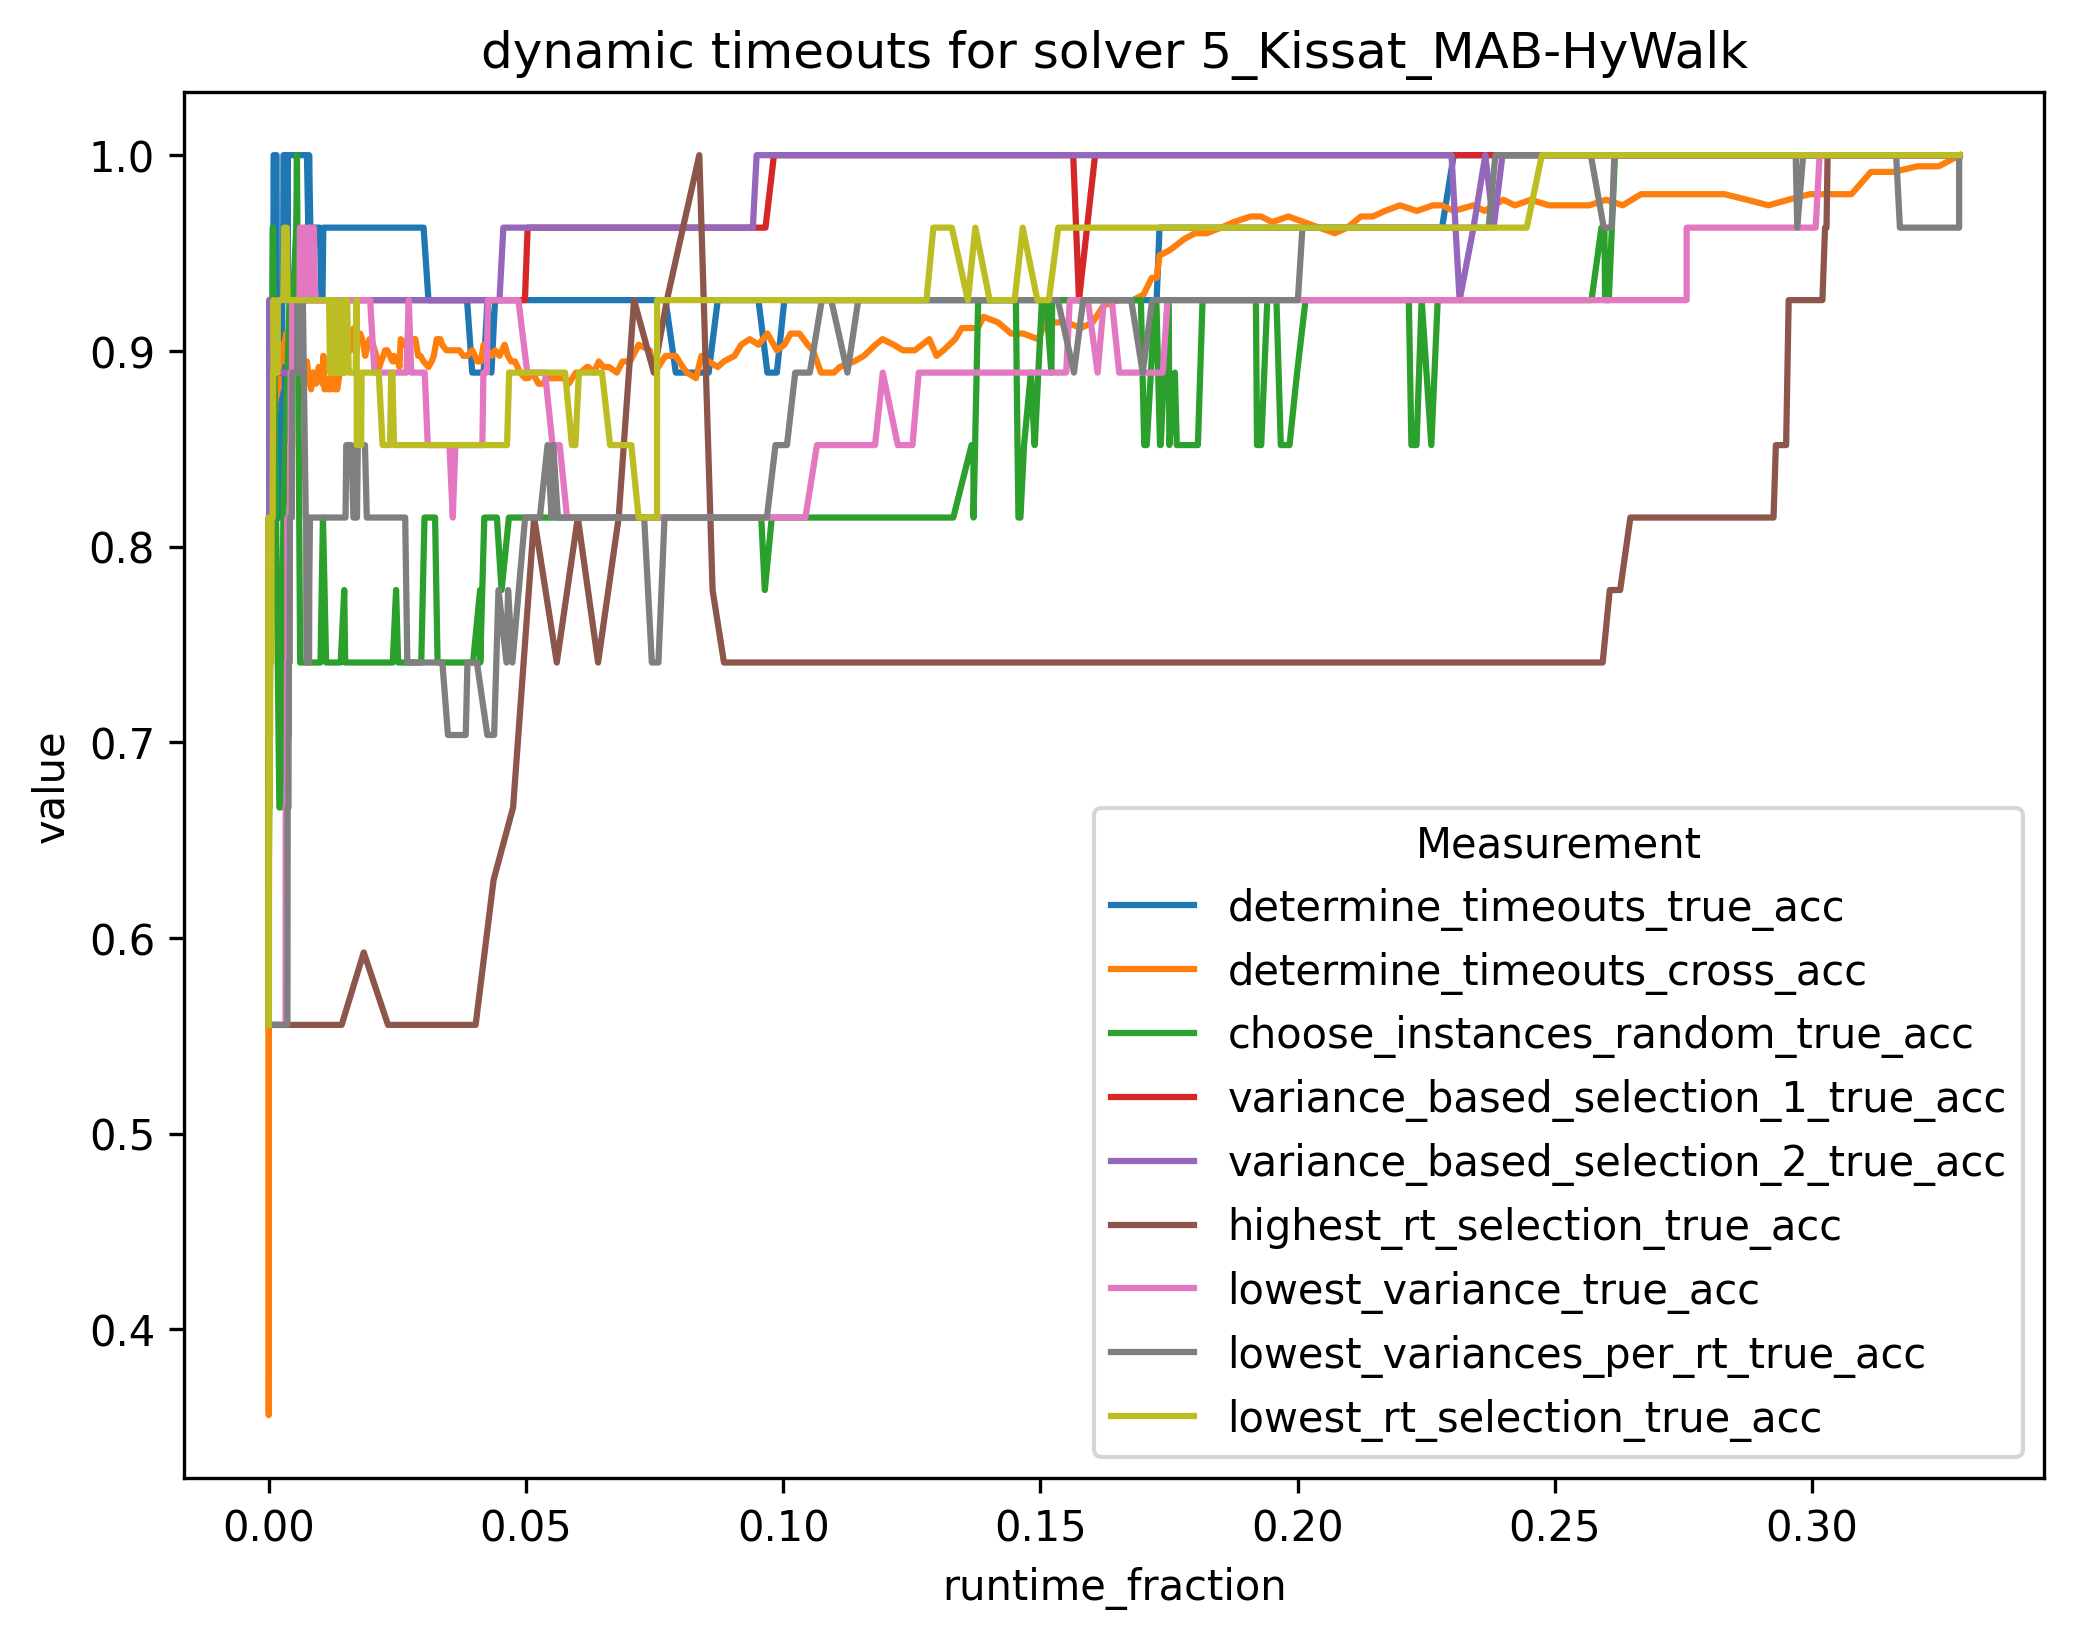 dynamic timeouts for solver 5_Kissat_MAB-HyWalk
1.0
0.9
0.8
0.7
0.6
0.5
0.4
value
0.00
0.05
0.10
0.15
0.20
0.25
0.30
runtime_fraction
Measurement
determine_timeouts_true_acc
determine_timeouts_cross_acc
choose_instances_random_true_acc
variance_based_selection_1_true_acc
variance_based_selection_2_true_acc
highest_rt_selection_true_acc
lowest_variance_true_acc
lowest_variances_per_rt_true_acc
lowest_rt_selection_true_acc